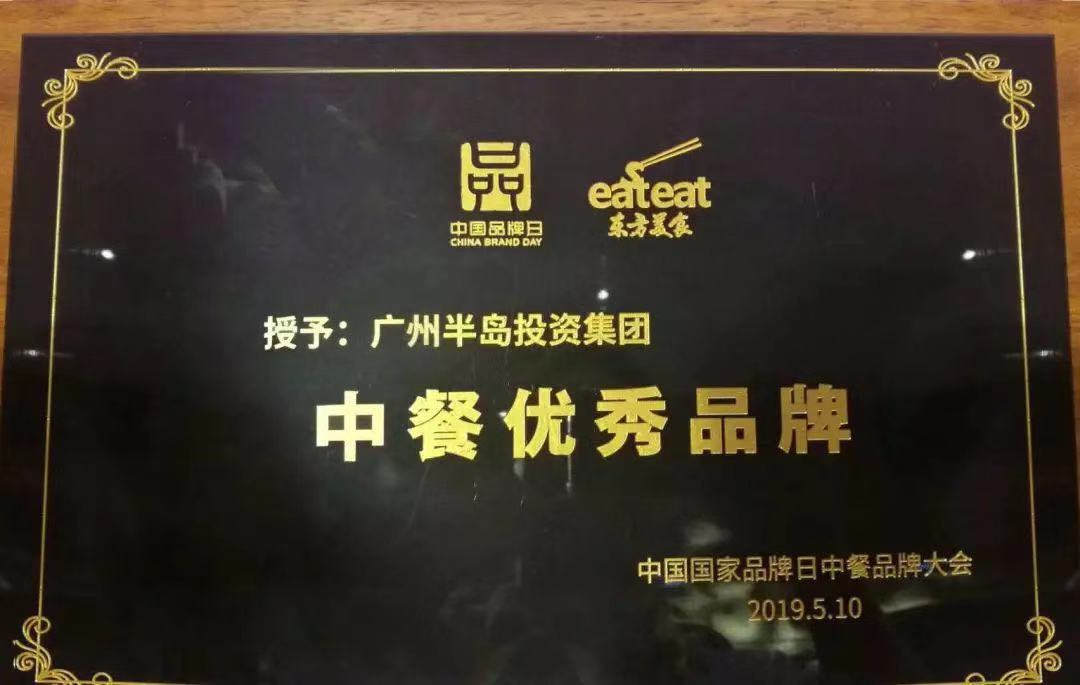 中国品牌日
CHINA BRAND DAY
eateat
东方美食
授予：广州半岛投资集团
中餐优秀品牌
中国国家品牌日中餐品牌大会
2019.5.10